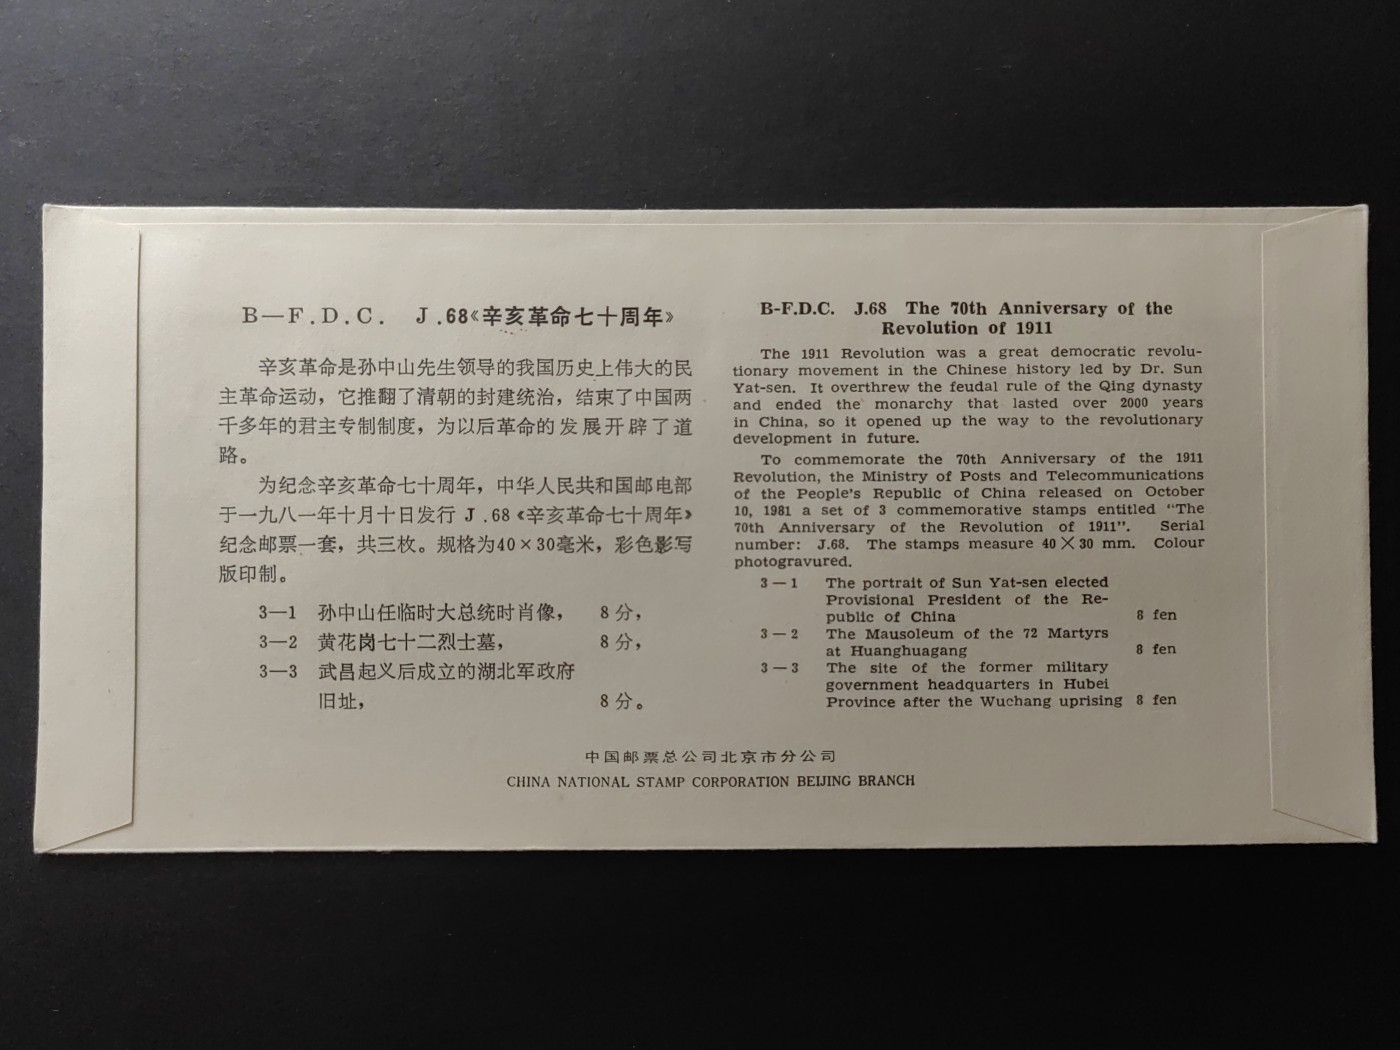 B—F.D.C. J.68《辛亥革命七十周年》
辛亥革命是孙中山先生领导的我国历史上伟大的民
主革命运动，它推翻了清朝的封建统治，结束了中国两
千多年的君主专制制度，为以后革命的发展开辟了道
路。
为纪念辛亥革命七十周年，中华人民共和国邮电部
于一九八一年十月十日发行 J.68《辛亥革命七十周年》
纪念邮票一套，共三枚。规格为40×30毫米，彩色影写
版印制。
3—1 孙中山任临时大总统时肖像， 8 分，
3—2 黄花岗七十二烈士墓， 8 分，
3—3 武昌起义后成立的湖北军政府
旧址， 8 分。
B-F.D.C. J.68 The 70th Anniversary of the
Revolution of 1911
The 1911 Revolution was a great democratic revolu-
tionary movement in the Chinese history led by Dr. Sun
Yat-sen. It overthrew the feudal rule of the Qing dynasty
and ended the monarchy that lasted over 2000 years
in China, so it opened up the way to the revolutionary
development in future.
To commemorate the 70th Anniversary of the 1911
Revolution, the Ministry of Posts and Telecommunications
of the People's Republic of China released on October
10, 1981 a set of 3 commemorative stamps entitled “The
70th Anniversary of the Revolution of 1911”. Serial
number: J.68. The stamps measure 40×30 mm. Colour
photogravured.
3—1 The portrait of Sun Yat-sen elected
Provisional President of the Re-
public of China 8 fen
3—2 The Mausoleum of the 72 Martyrs
at Huanghuagang 8 fen
3—3 The site of the former military
government headquarters in Hubei
Province after the Wuchang uprising 8 fen
中国邮票总公司北京市分公司
CHINA NATIONAL STAMP CORPORATION BEIJING BRANCH